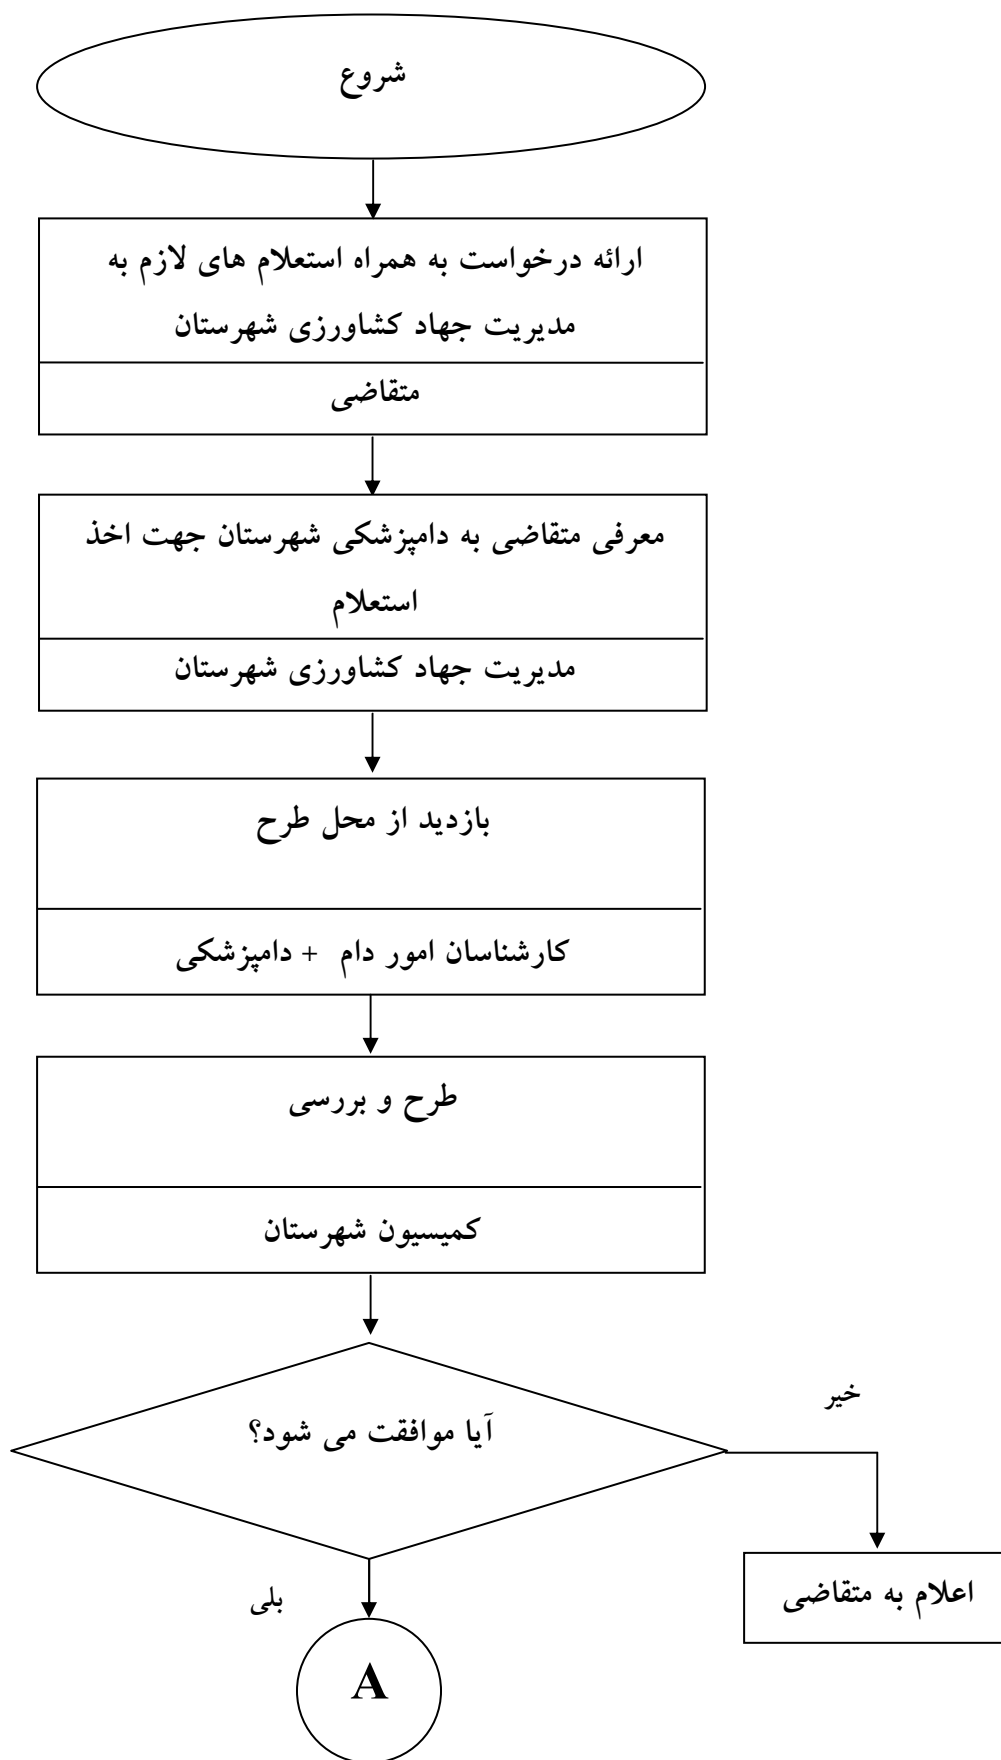 شروع
ارائه درخواست به همراه استعلام های لازم به
مدیریت جهاد کشاورزی شهرستان
متقاضی
معرفی متقاضی به دامپزشکی شهرستان جهت اخذ
استعلام
مدیریت جهاد کشاورزی شهرستان
بازدید از محل طرح
کارشناسان امور دام + دامپزشکی
طرح و بررسی
کمیسیون شهرستان
آیا موافقت می شود؟
خیر
اعلام به متقاضی
بلی
A